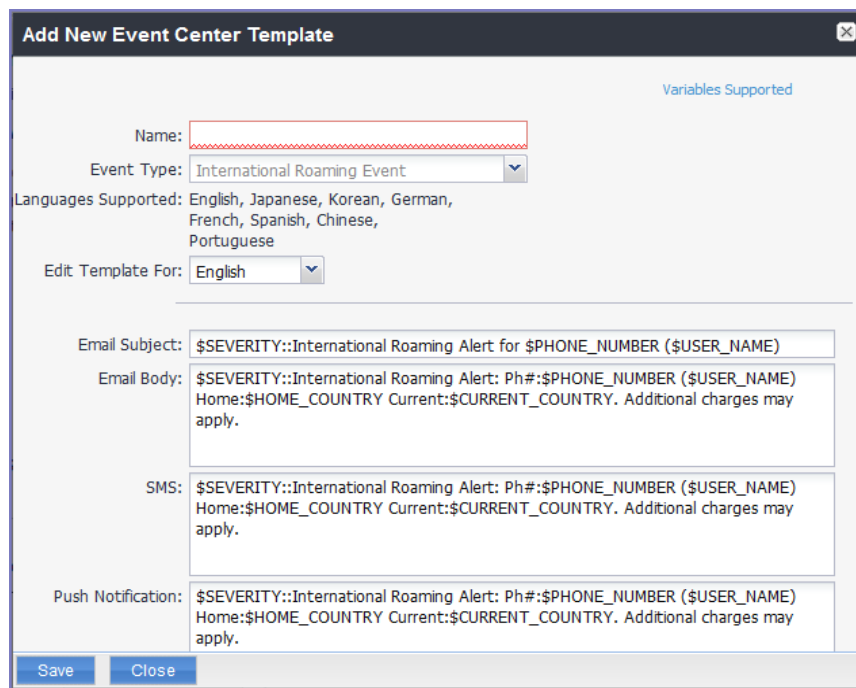 Add New Event Center Template
Variables Supported
Name:
Event Type: International Roaming Event
Languages Supported: English, Japanese, Korean, German,
French, Spanish, Chinese,
Portuguese
Edit Template For: English
Email Subject: $SEVERITY::International Roaming Alert for $PHONE_NUMBER ($USER_NAME)
Email Body: $SEVERITY::International Roaming Alert: Ph#:$PHONE_NUMBER ($USER_NAME)
Home:$HOME_COUNTRY Current:$CURRENT_COUNTRY. Additional charges may
apply.
SMS: $SEVERITY::International Roaming Alert: Ph#:$PHONE_NUMBER ($USER_NAME)
Home:$HOME_COUNTRY Current:$CURRENT_COUNTRY. Additional charges may
apply.
Push Notification: $SEVERITY::International Roaming Alert: Ph#:$PHONE_NUMBER ($USER_NAME)
Home:$HOME_COUNTRY Current:$CURRENT_COUNTRY. Additional charges may
apply.
Save Close